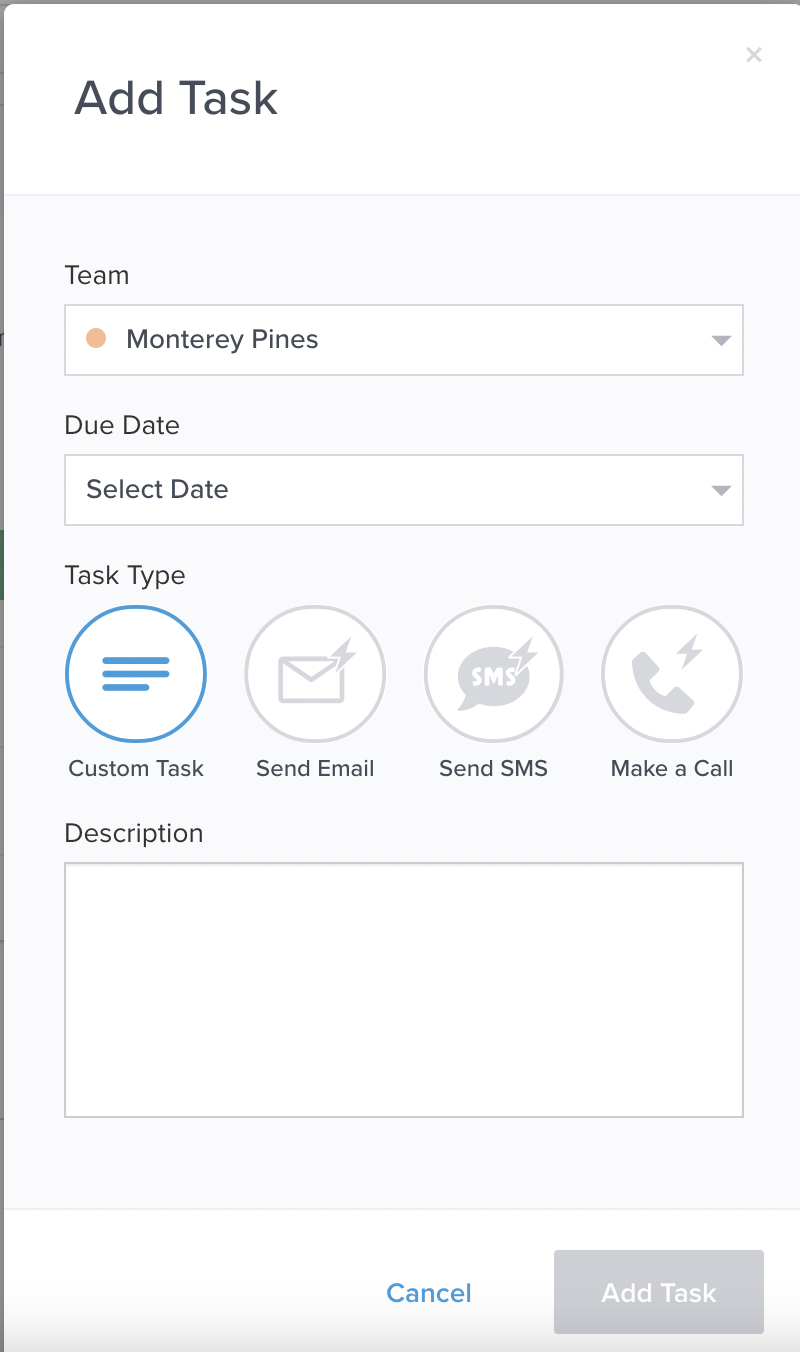 ×
Add Task
Team
Monterey Pines
Due Date
Select Date
Task Type
SMS
Custom Task Send Email Send SMS Make a Call
Description
Cancel Add Task